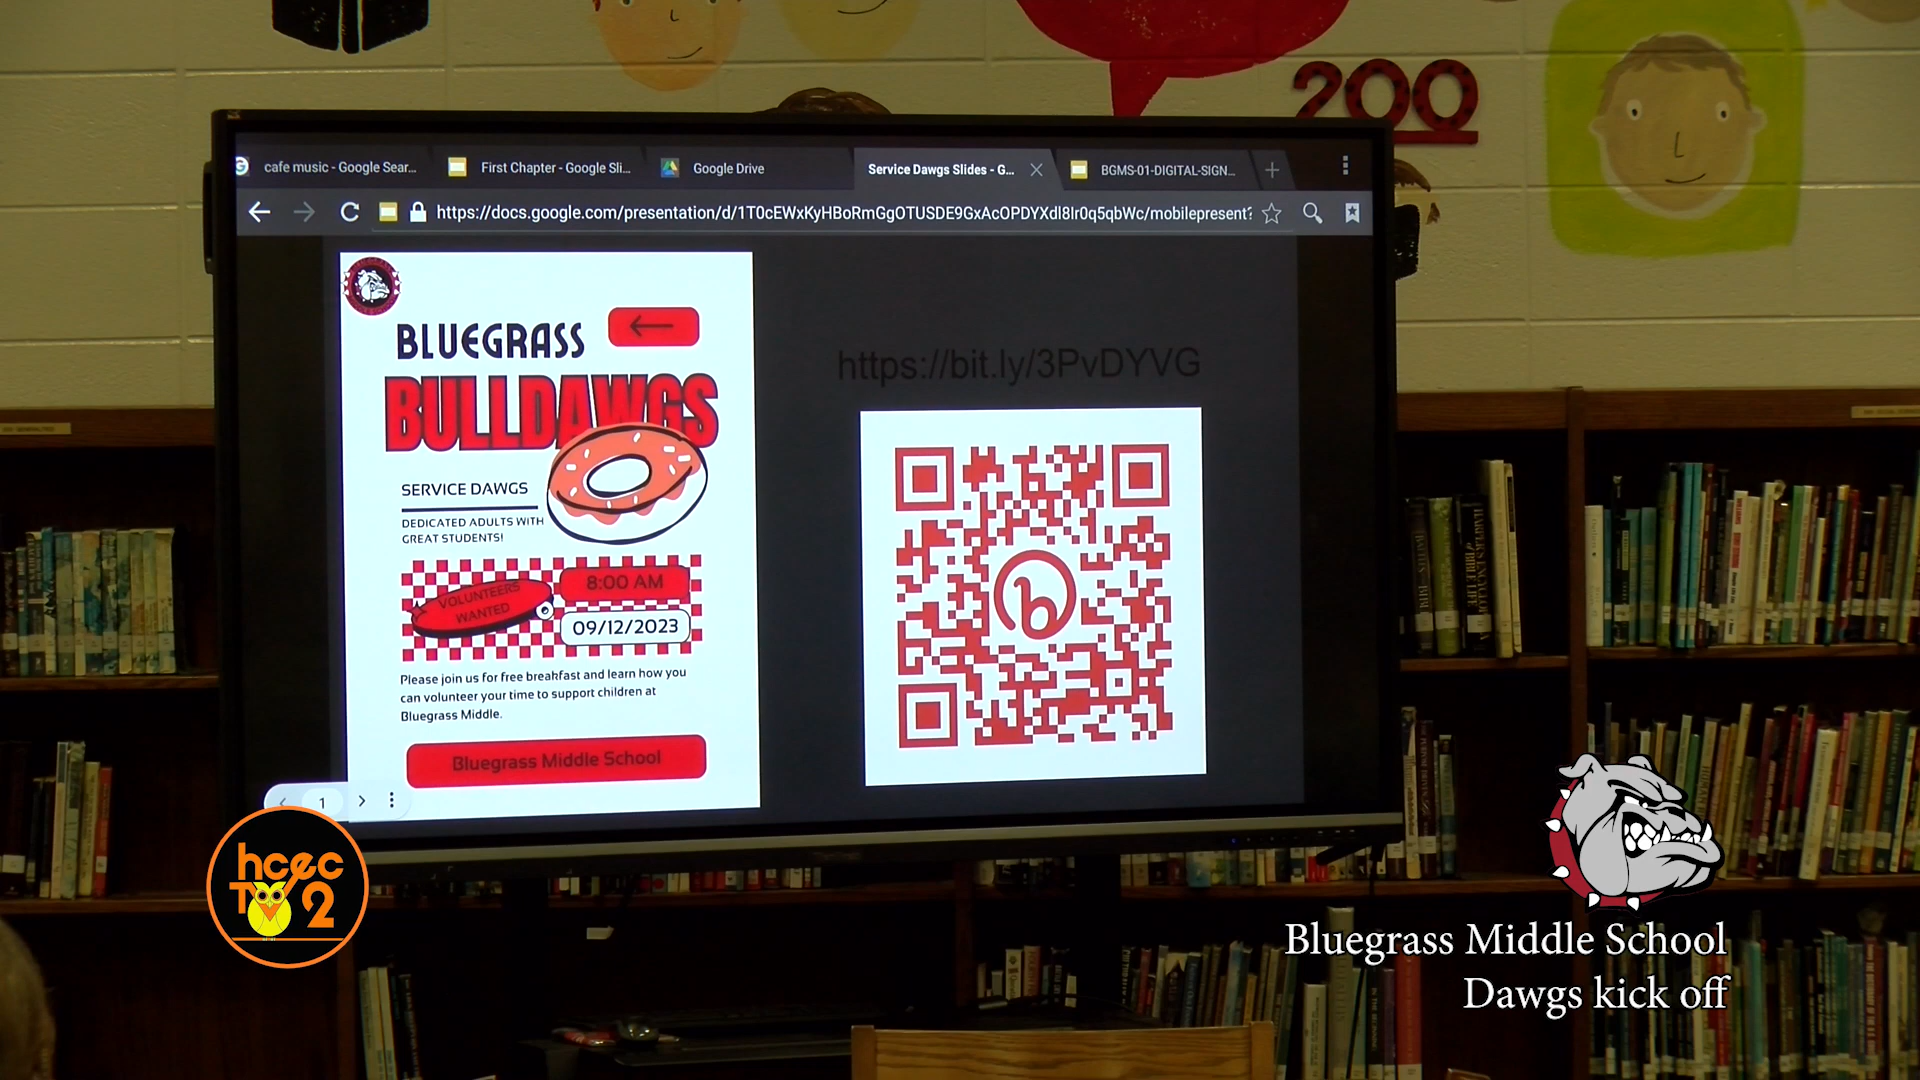 200
cafe music - Google Sear...
First Chapter - Google Sli...
Google Drive
Service Dawgs Slides - G...
BGMS-01-DIGITAL-SIGN...
https://docs.google.com/presentation/d/1T0cEWxKyHBoRmGgOTUSDE9GxAcOPDYXdl8Ir0q5qbWc/mobilepresent?
BLUEGRASS
BULLDAWGS
SERVICE DAWGS
DEDICATED ADULTS WITH
GREAT STUDENTS!
VOLUNTEERS
WANTED
8:00 AM
09/12/2023
Please join us for free breakfast and learn how you
can volunteer your time to support children at
Bluegrass Middle.
Bluegrass Middle School
1
https://bit.ly/3PvDYVG
b
hcec
TV 2
Bluegrass Middle School
Dawgs kick off